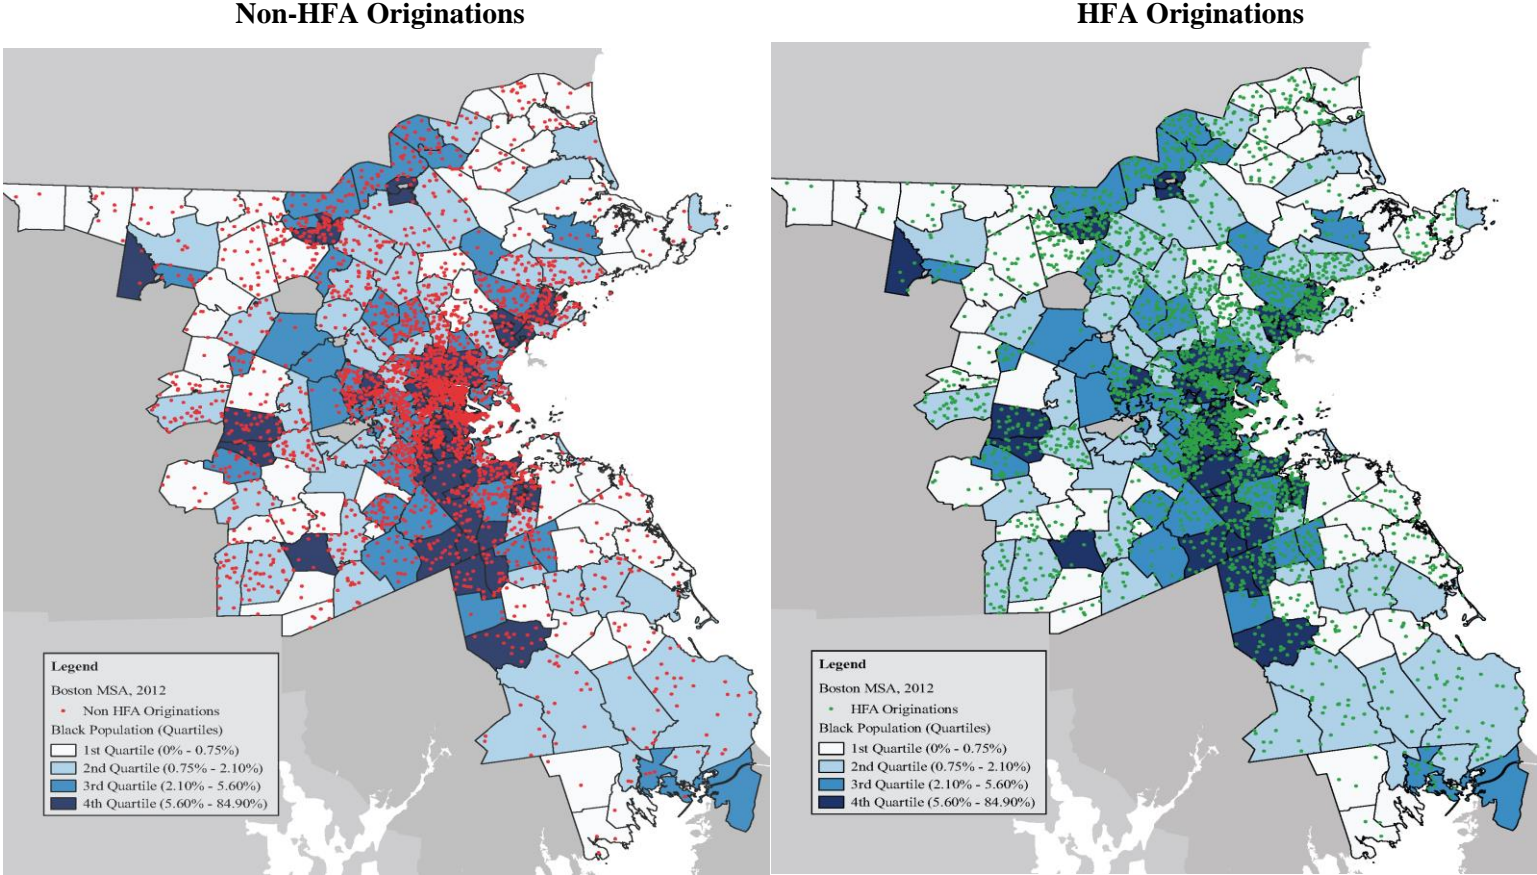 Non-HFA Originations
HFA Originations
Legend
Boston MSA, 2012
Non HFA Originations
Black Population (Quartiles)
1st Quartile (0% - 0.75%)
2nd Quartile (0.75% - 2.10%)
3rd Quartile (2.10% - 5.60%)
4th Quartile (5.60% - 84.90%)
Legend
Boston MSA, 2012
HFA Originations
Black Population (Quartiles)
1st Quartile (0% - 0.75%)
2nd Quartile (0.75% - 2.10%)
3rd Quartile (2.10% - 5.60%)
4th Quartile (5.60% - 84.90%)